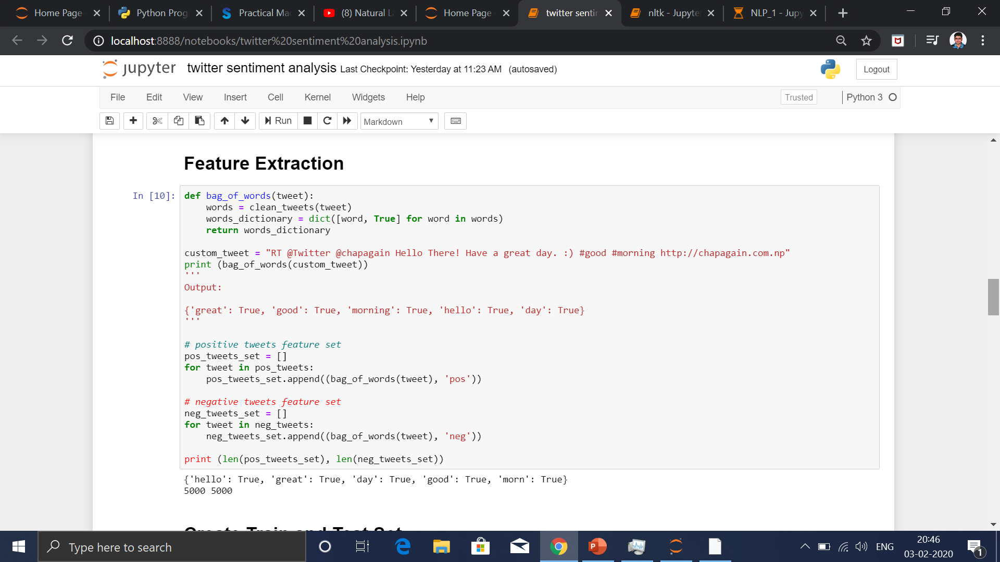 Home Page
Python Prog
Practical Ma
(8) Natural L
Home Page
twitter senti
nltk - Jupyte
NLP_1 - Jupy
localhost:8888/notebooks/twitter%20sentiment%20analysis.ipynb
jupyter twitter sentiment analysis Last Checkpoint: Yesterday at 11:23 AM (autosaved)
Logout
File Edit View Insert Cell Kernel Widgets Help
Trusted
Python 3
Run
Markdown
Feature Extraction
In [10]:
def bag_of_words(tweet):
    words = clean_tweets(tweet)
    words_dictionary = dict([word, True] for word in words)
    return words_dictionary
custom_tweet = "RT @Twitter @chapagain Hello There! Have a great day. :) #good #morning http://chapagain.com.np"
print (bag_of_words(custom_tweet))
'''
Output:
{'great': True, 'good': True, 'morning': True, 'hello': True, 'day': True}
'''
# positive tweets feature set
pos_tweets_set = []
for tweet in pos_tweets:
    pos_tweets_set.append((bag_of_words(tweet), 'pos'))
# negative tweets feature set
neg_tweets_set = []
for tweet in neg_tweets:
    neg_tweets_set.append((bag_of_words(tweet), 'neg'))
print (len(pos_tweets_set), len(neg_tweets_set))
{'hello': True, 'great': True, 'day': True, 'good': True, 'morn': True}
5000 5000
Create Train and Test Set
Type here to search
ENG
20:46
03-02-2020
1